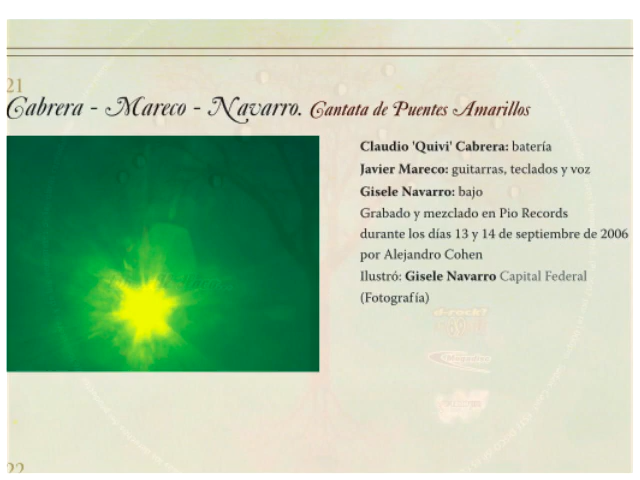 21
Cabrera - Mareco - Navarro. Cantata de Puentes Amarillos
Claudio 'Quivi' Cabrera: batería
Javier Mareco: guitarras, teclados y voz
Gisele Navarro: bajo
Grabado y mezclado en Pio Records
durante los días 13 y 14 de septiembre de 2006
por Alejandro Cohen
Ilustró: Gisele Navarro Capital Federal
(Fotografía)
22